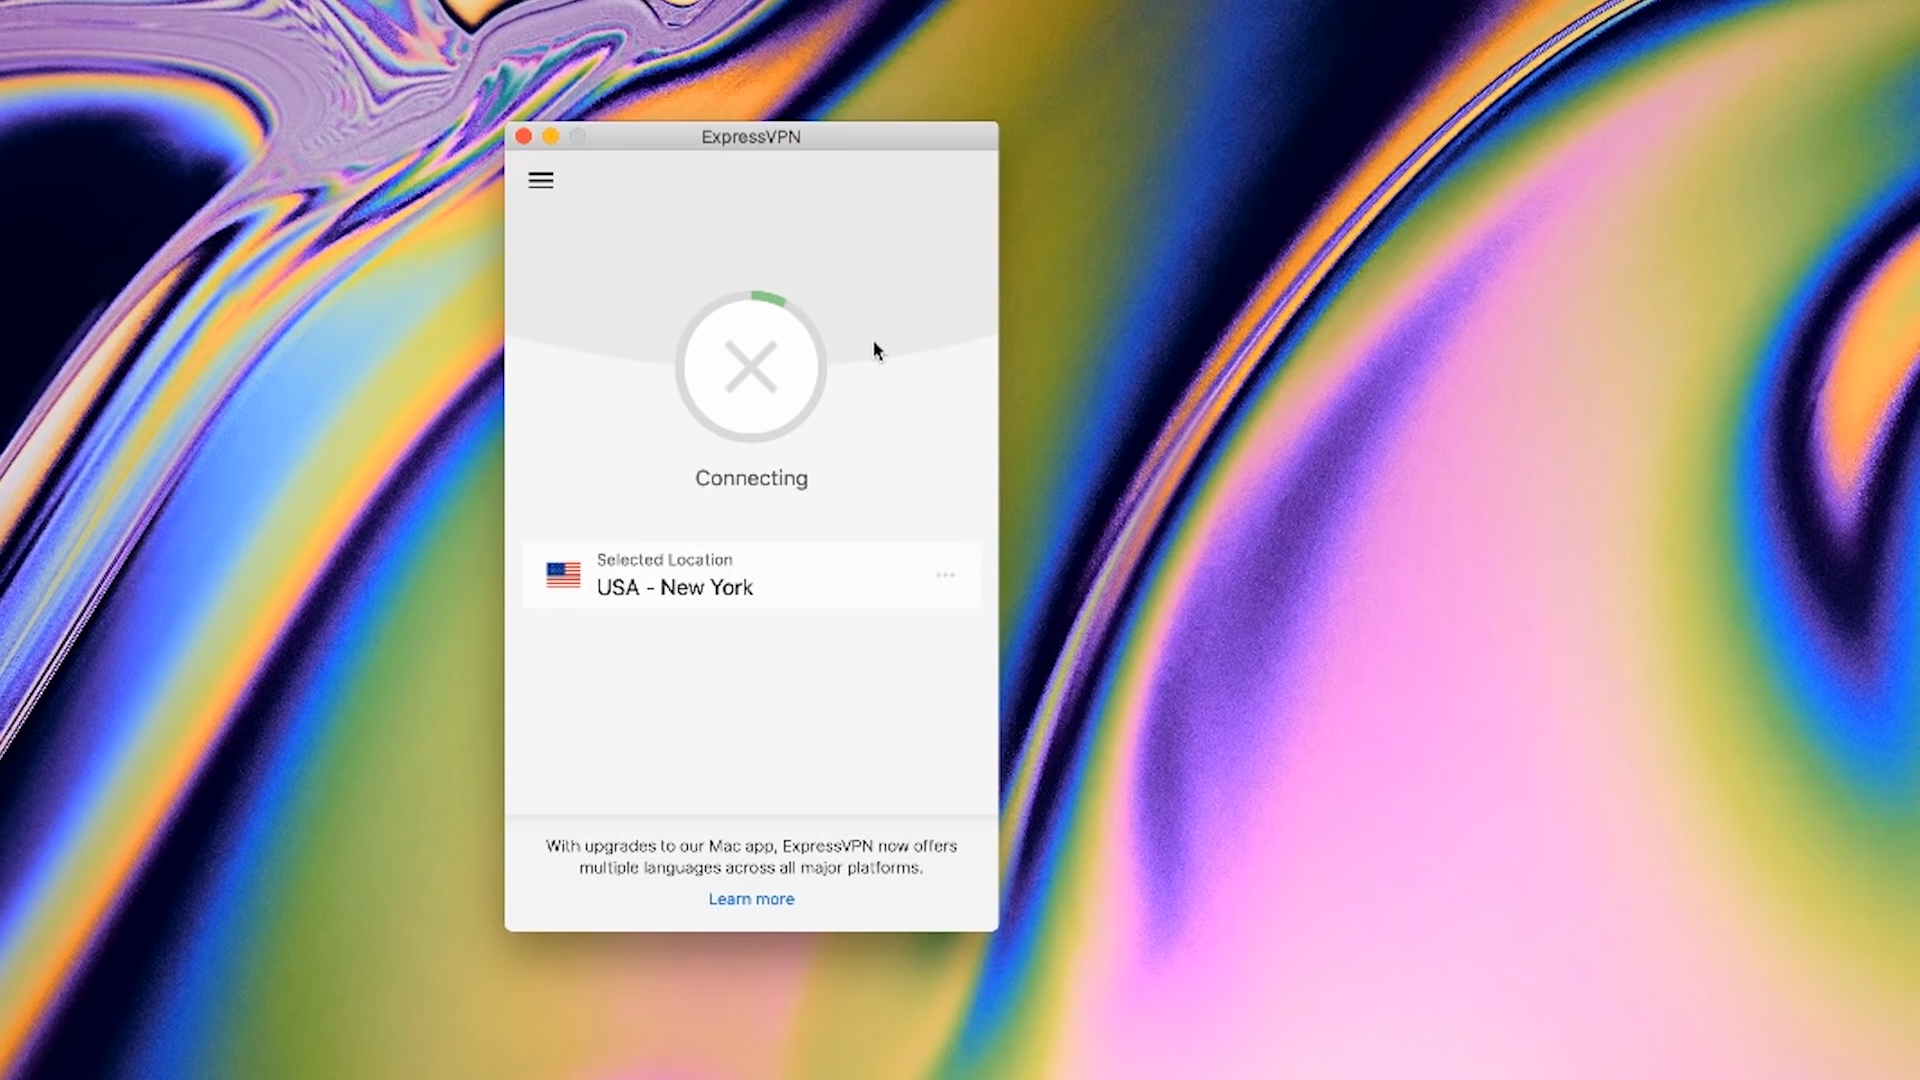 ExpressVPN
Connecting
Selected Location
USA - New York
With upgrades to our Mac app, ExpressVPN now offers
multiple languages across all major platforms.
Learn more